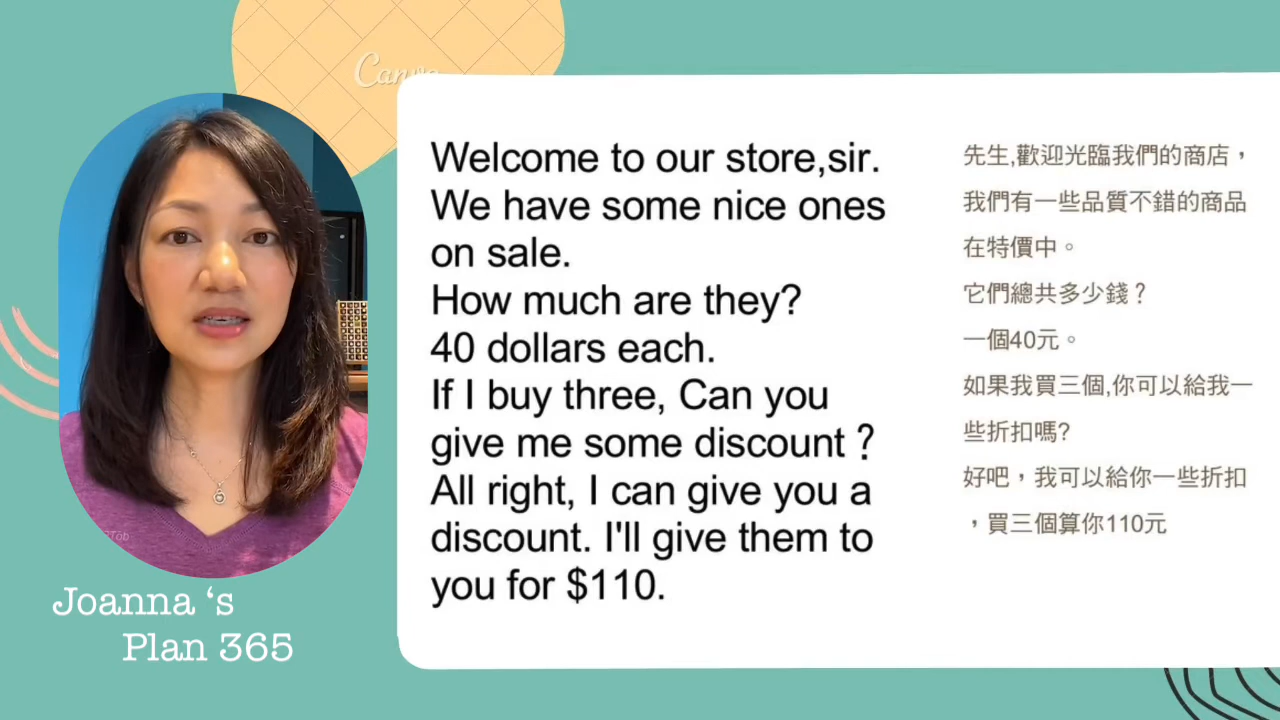 Canva
Welcome to our store,sir.
We have some nice ones
on sale.
How much are they?
40 dollars each.
If I buy three, Can you
give me some discount？
All right, I can give you a
discount. I'll give them to
you for $110.
先生,歡迎光臨我們的商店，
我們有一些品質不錯的商品
在特價中。
它們總共多少錢？
一個40元。
如果我買三個,你可以給我一
些折扣嗎?
好吧，我可以給你一些折扣
，買三個算你110元
Joanna ‘s
Plan 365